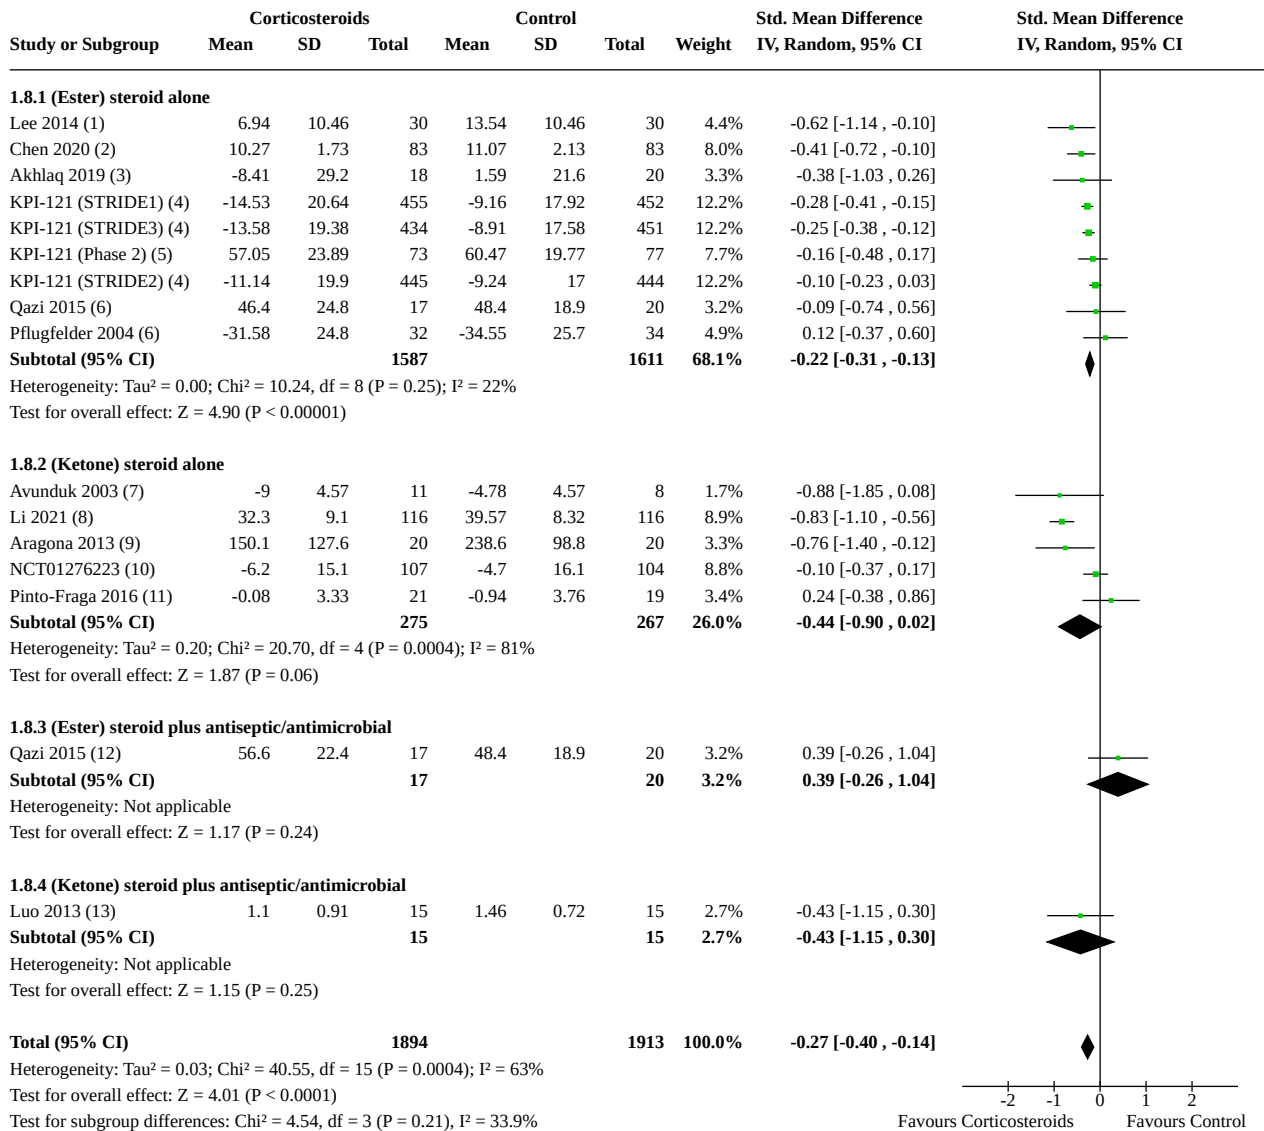 Corticosteroids Control Std. Mean Difference Std. Mean Difference
Study or Subgroup Mean SD Total Mean SD Total Weight IV, Random, 95% CI IV, Random, 95% CI
1.8.1 (Ester) steroid alone
Lee 2014 (1) 6.94 10.46 30 13.54 10.46 30 4.4% -0.62 [-1.14 , -0.10]
Chen 2020 (2) 10.27 1.73 83 11.07 2.13 83 8.0% -0.41 [-0.72 , -0.10]
Akhlaq 2019 (3) -8.41 29.2 18 1.59 21.6 20 3.3% -0.38 [-1.03 , 0.26]
KPI-121 (STRIDE1) (4) -14.53 20.64 455 -9.16 17.92 452 12.2% -0.28 [-0.41 , -0.15]
KPI-121 (STRIDE3) (4) -13.58 19.38 434 -8.91 17.58 451 12.2% -0.25 [-0.38 , -0.12]
KPI-121 (Phase 2) (5) 57.05 23.89 73 60.47 19.77 77 7.7% -0.16 [-0.48 , 0.17]
KPI-121 (STRIDE2) (4) -11.14 19.9 445 -9.24 17 444 12.2% -0.10 [-0.23 , 0.03]
Qazi 2015 (6) 46.4 24.8 17 48.4 18.9 20 3.2% -0.09 [-0.74 , 0.56]
Pflugfelder 2004 (6) -31.58 24.8 32 -34.55 25.7 34 4.9% 0.12 [-0.37 , 0.60]
Subtotal (95% CI) 1587 1611 68.1% -0.22 [-0.31 , -0.13]
Heterogeneity: Tau² = 0.00; Chi² = 10.24, df = 8 (P = 0.25); I² = 22%
Test for overall effect: Z = 4.90 (P < 0.00001)
1.8.2 (Ketone) steroid alone
Avunduk 2003 (7) -9 4.57 11 -4.78 4.57 8 1.7% -0.88 [-1.85 , 0.08]
Li 2021 (8) 32.3 9.1 116 39.57 8.32 116 8.9% -0.83 [-1.10 , -0.56]
Aragona 2013 (9) 150.1 127.6 20 238.6 98.8 20 3.3% -0.76 [-1.40 , -0.12]
NCT01276223 (10) -6.2 15.1 107 -4.7 16.1 104 8.8% -0.10 [-0.37 , 0.17]
Pinto-Fraga 2016 (11) -0.08 3.33 21 -0.94 3.76 19 3.4% 0.24 [-0.38 , 0.86]
Subtotal (95% CI) 275 267 26.0% -0.44 [-0.90 , 0.02]
Heterogeneity: Tau² = 0.20; Chi² = 20.70, df = 4 (P = 0.0004); I² = 81%
Test for overall effect: Z = 1.87 (P = 0.06)
1.8.3 (Ester) steroid plus antiseptic/antimicrobial
Qazi 2015 (12) 56.6 22.4 17 48.4 18.9 20 3.2% 0.39 [-0.26 , 1.04]
Subtotal (95% CI) 17 20 3.2% 0.39 [-0.26 , 1.04]
Heterogeneity: Not applicable
Test for overall effect: Z = 1.17 (P = 0.24)
1.8.4 (Ketone) steroid plus antiseptic/antimicrobial
Luo 2013 (13) 1.1 0.91 15 1.46 0.72 15 2.7% -0.43 [-1.15 , 0.30]
Subtotal (95% CI) 15 15 2.7% -0.43 [-1.15 , 0.30]
Heterogeneity: Not applicable
Test for overall effect: Z = 1.15 (P = 0.25)
Total (95% CI) 1894 1913 100.0% -0.27 [-0.40 , -0.14]
Heterogeneity: Tau² = 0.03; Chi² = 40.55, df = 15 (P = 0.0004); I² = 63%
Test for overall effect: Z = 4.01 (P < 0.0001)
-2 -1 0 1 2
Test for subgroup differences: Chi² = 4.54, df = 3 (P = 0.21), I² = 33.9% Favours Corticosteroids Favours Control